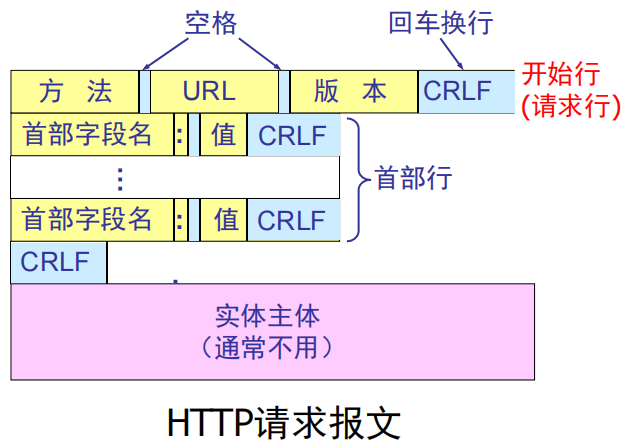 空格
回车换行
方 法 URL 版 本 CRLF
开始行
(请求行)
首部字段名 : 值 CRLF
⋮
首部行
首部字段名 : 值 CRLF
CRLF
实体主体
（通常不用）
HTTP请求报文